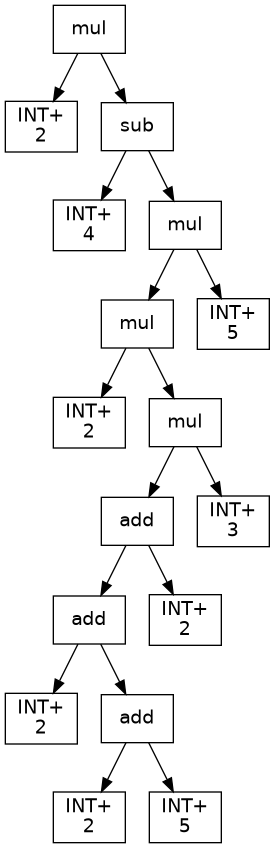 mul
INT+
2
sub
INT+
4
mul
mul
INT+
5
INT+
2
mul
add
INT+
3
add
INT+
2
INT+
2
add
INT+
2
INT+
5